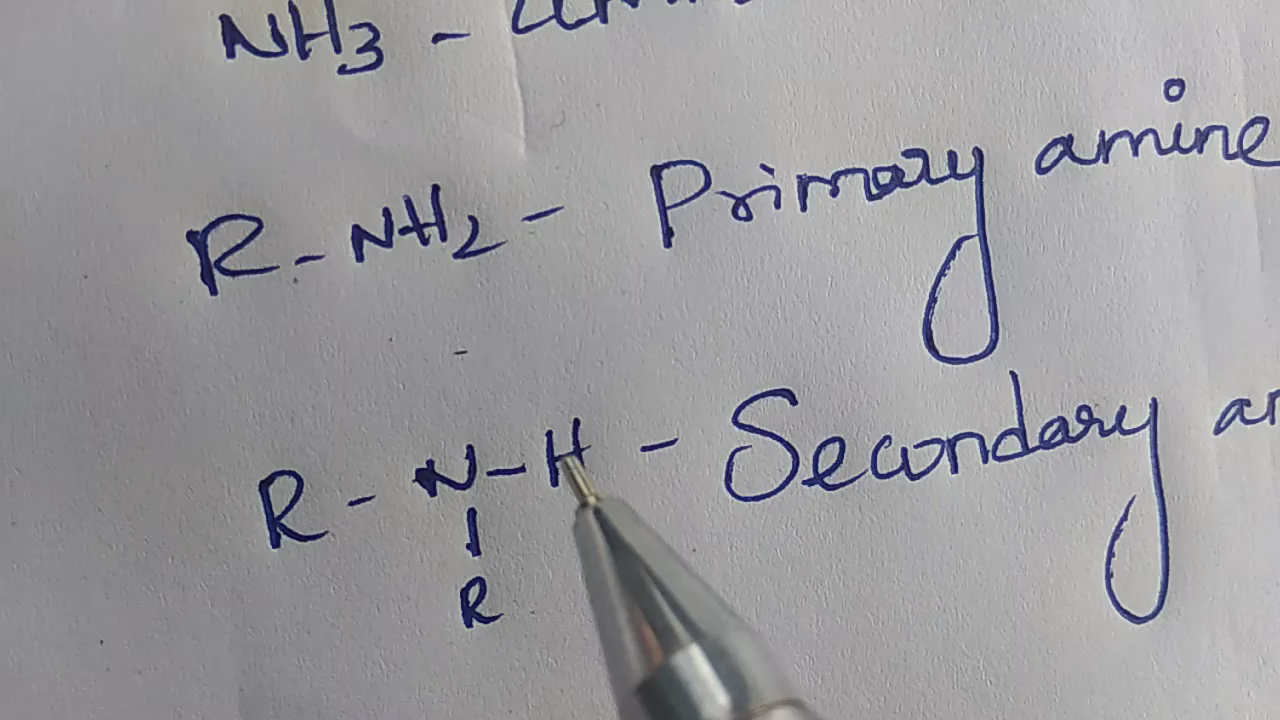 NH3 -
R-NH2 - Primary amine
R - N-H - Secondary
R